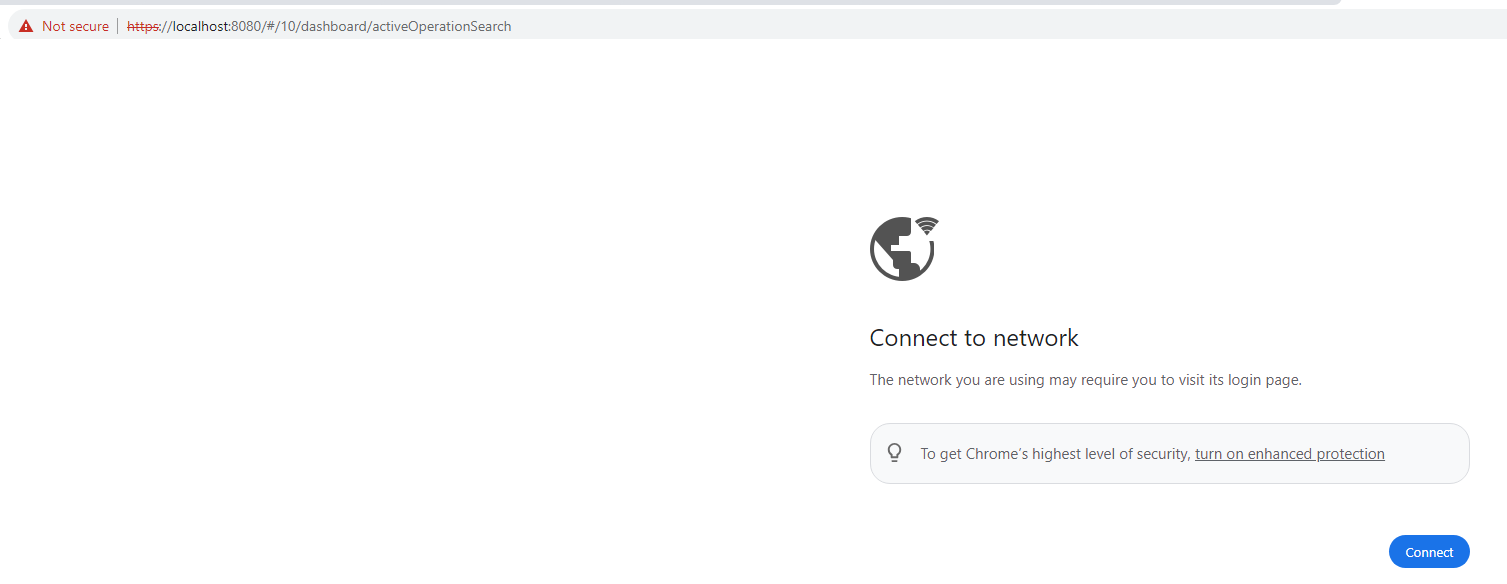 Not secure | https://localhost:8080/#/10/dashboard/activeOperationSearch
Connect to network
The network you are using may require you to visit its login page.
To get Chrome's highest level of security, turn on enhanced protection
Connect